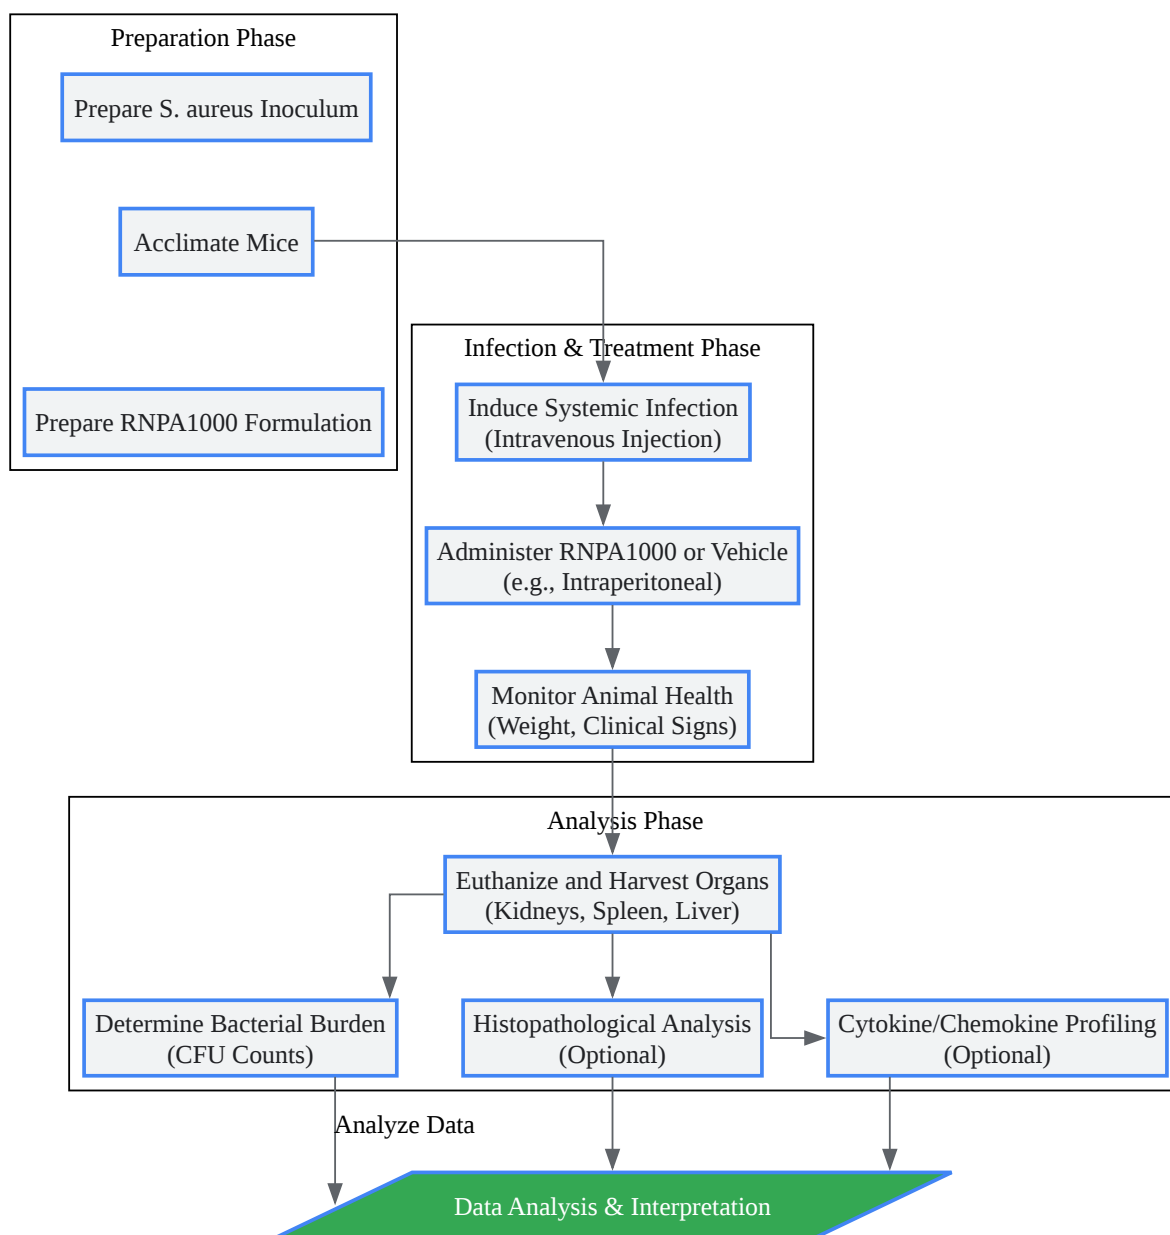 Preparation Phase
Prepare S. aureus Inoculum
Acclimate Mice
Prepare RNPA1000 Formulation
Infection & Treatment Phase
Induce Systemic Infection
(Intravenous Injection)
Administer RNPA1000 or Vehicle
(e.g., Intraperitoneal)
Monitor Animal Health
(Weight, Clinical Signs)
Analysis Phase
Euthanize and Harvest Organs
(Kidneys, Spleen, Liver)
Determine Bacterial Burden
(CFU Counts)
Histopathological Analysis
(Optional)
Cytokine/Chemokine Profiling
(Optional)
Analyze Data
Data Analysis & Interpretation